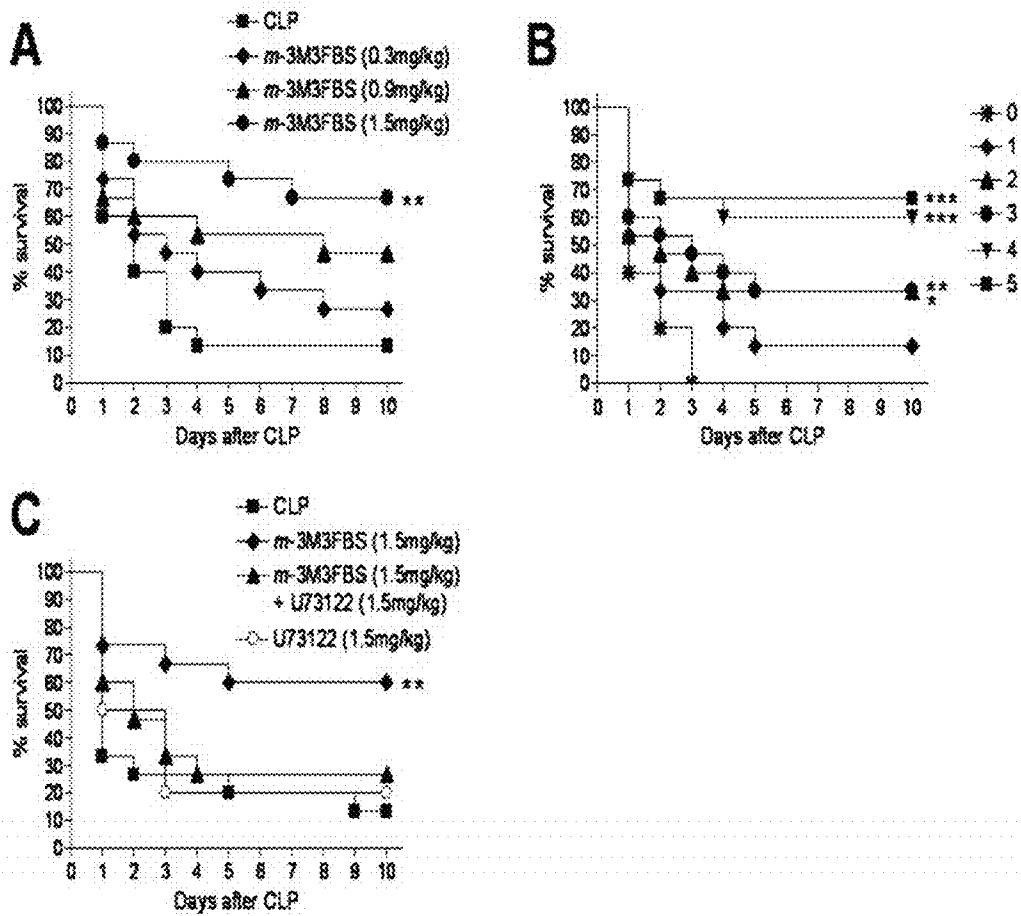 A
CLP
m-3M3FBS (0.3mg/kg)
m-3M3FBS (0.9mg/kg)
m-3M3FBS (1.5mg/kg)
% survival
100
90
80
70
60
50
40
30
20
10
0
**
0 1 2 3 4 5 6 7 8 9 10
Days after CLP
B
0
1
2
3
4
5
% survival
100
90
80
70
60
50
40
30
20
10
0
***
***
**
*
0 1 2 3 4 5 6 7 8 9 10
Days after CLP
C
CLP
m-3M3FBS (1.5mg/kg)
m-3M3FBS (1.5mg/kg)
+ U73122 (1.5mg/kg)
U73122 (1.5mg/kg)
% survival
100
90
80
70
60
50
40
30
20
10
0
**
0 1 2 3 4 5 6 7 8 9 10
Days after CLP